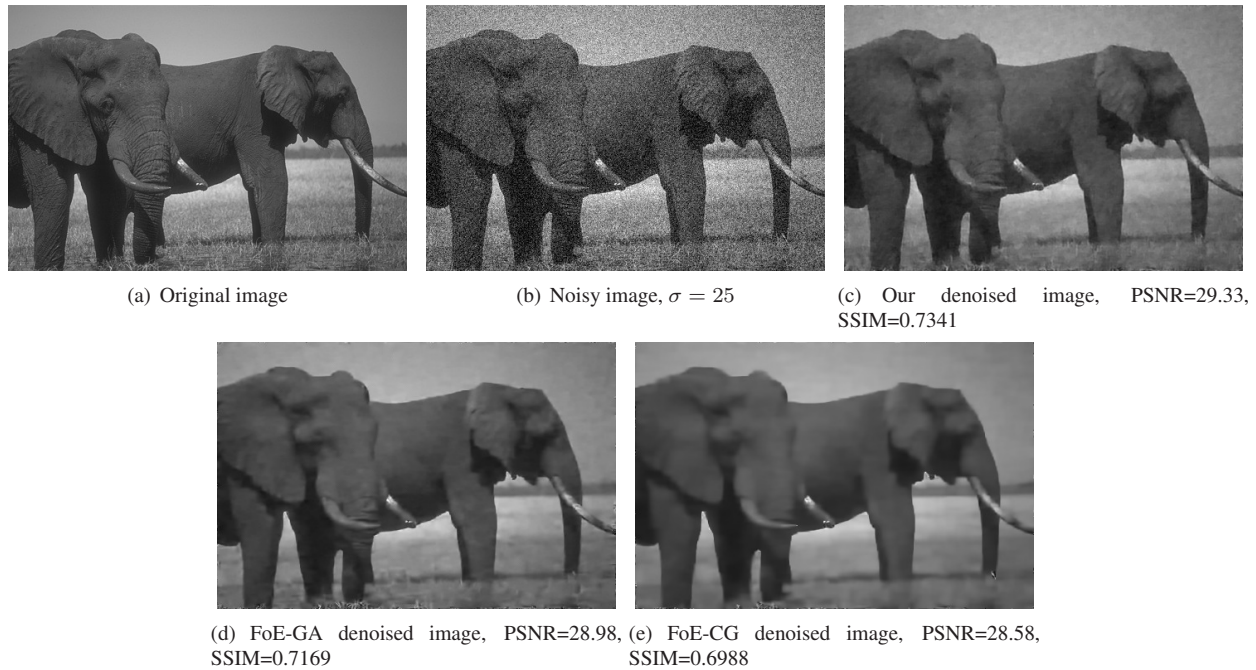 (a) Original image
(b) Noisy image, σ = 25
(c) Our denoised image, PSNR=29.33,
SSIM=0.7341
(d) FoE-GA denoised image, PSNR=28.98,
SSIM=0.7169
(e) FoE-CG denoised image, PSNR=28.58,
SSIM=0.6988